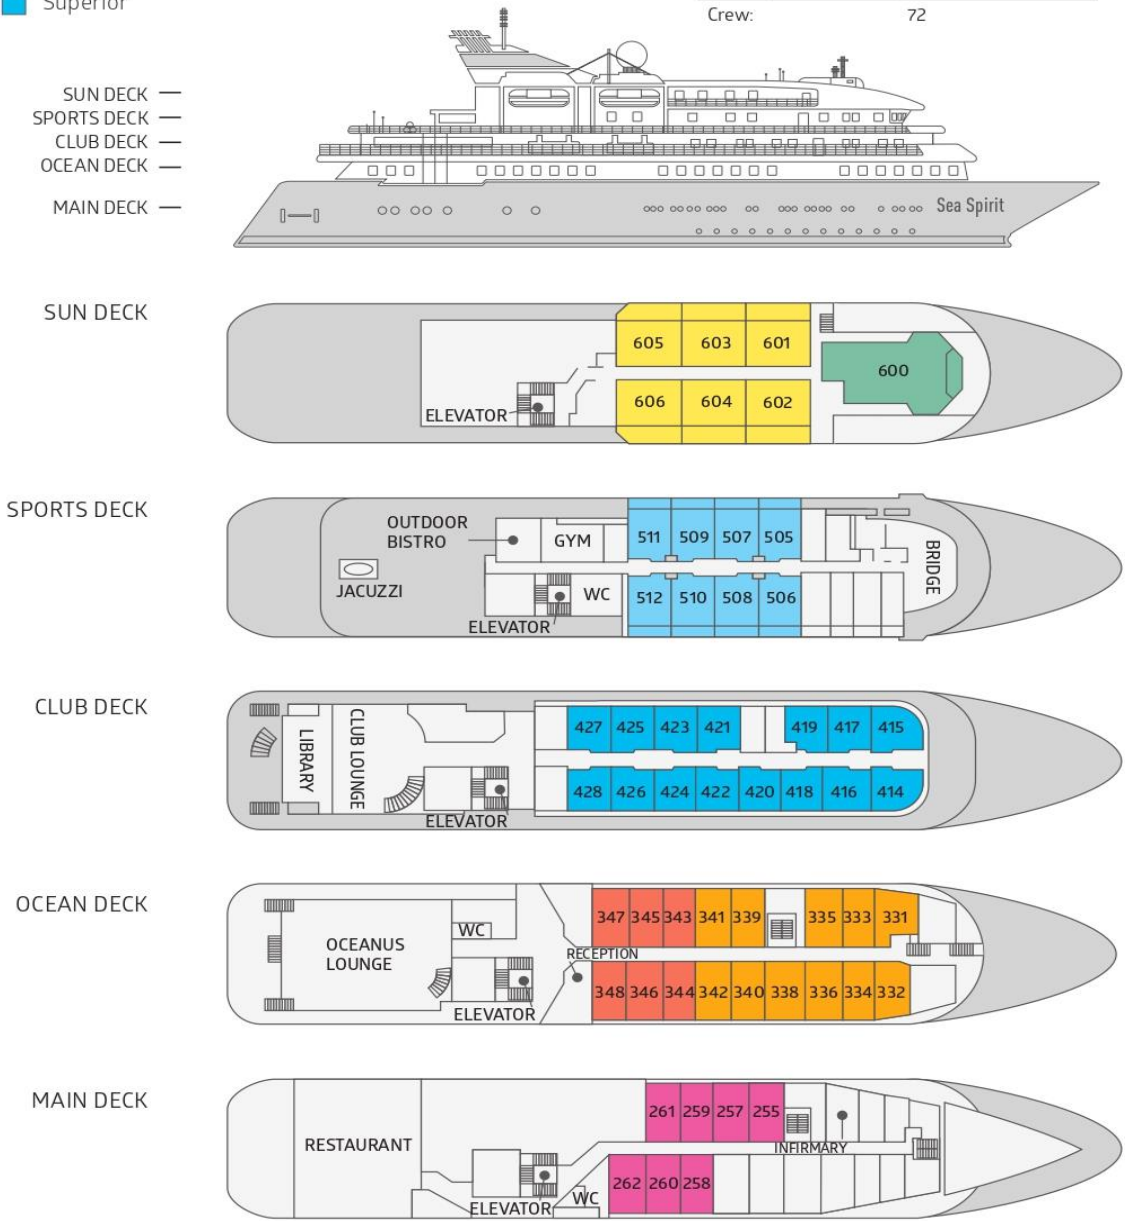 Superior
Crew: 72
SUN DECK
SPORTS DECK
CLUB DECK
OCEAN DECK
MAIN DECK
Sea Spirit
SUN DECK
605 603 601
600
606 604 602
ELEVATOR
SPORTS DECK
OUTDOOR
BISTRO
GYM
511 509 507 505
BRIDGE
JACUZZI
WC
512 510 508 506
ELEVATOR
CLUB DECK
LIBRARY
CLUB LOUNGE
427 425 423 421 419 417 415
428 426 424 422 420 418 416 414
ELEVATOR
OCEAN DECK
347 345 343 341 339 335 333 331
WC
OCEANUS
LOUNGE
RECEPTION
348 346 344 342 340 338 336 334 332
ELEVATOR
MAIN DECK
261 259 257 255
RESTAURANT
INFIRMARY
262 260 258
WC
ELEVATOR